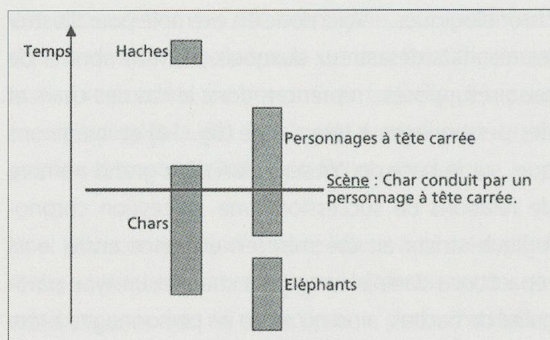 Temps
Haches
Personnages à tête carrée
Scène : Char conduit par un
personnage à tête carrée.
Chars
Eléphants